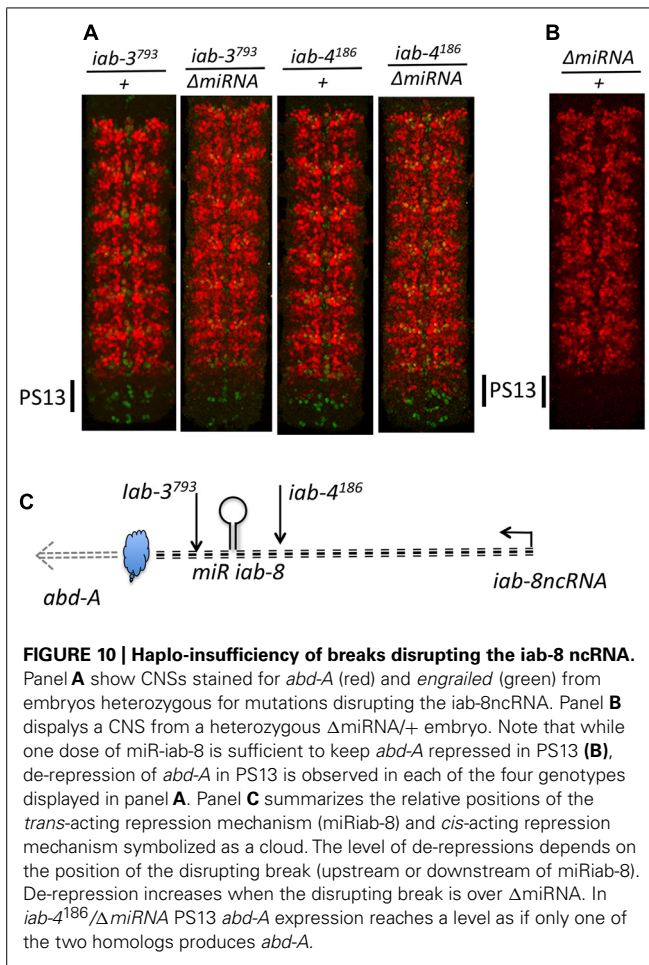 A
B
iab-3⁷⁹³
+
iab-3⁷⁹³
ΔmiRNA
iab-4¹⁸⁶
+
iab-4¹⁸⁶
ΔmiRNA
ΔmiRNA
+
PS13
PS13
C
Iab-3⁷⁹³
iab-4¹⁸⁶
abd-A
miR iab-8
iab-8ncRNA
FIGURE 10 | Haplo-insufficiency of breaks disrupting the iab-8 ncRNA.
Panel A show CNSs stained for abd-A (red) and engrailed (green) from
embryos heterozygous for mutations disrupting the iab-8ncRNA. Panel B
dispalys a CNS from a heterozygous ΔmiRNA/+ embryo. Note that while
one dose of miR-iab-8 is sufficient to keep abd-A repressed in PS13 (B),
de-repression of abd-A in PS13 is observed in each of the four genotypes
displayed in panel A. Panel C summarizes the relative positions of the
trans-acting repression mechanism (miRiab-8) and cis-acting repression
mechanism symbolized as a cloud. The level of de-repressions depends on
the position of the disrupting break (upstream or downstream of miRiab-8).
De-repression increases when the disrupting break is over ΔmiRNA. In
iab-4¹⁸⁶/ΔmiRNA PS13 abd-A expression reaches a level as if only one of
the two homologs produces abd-A.